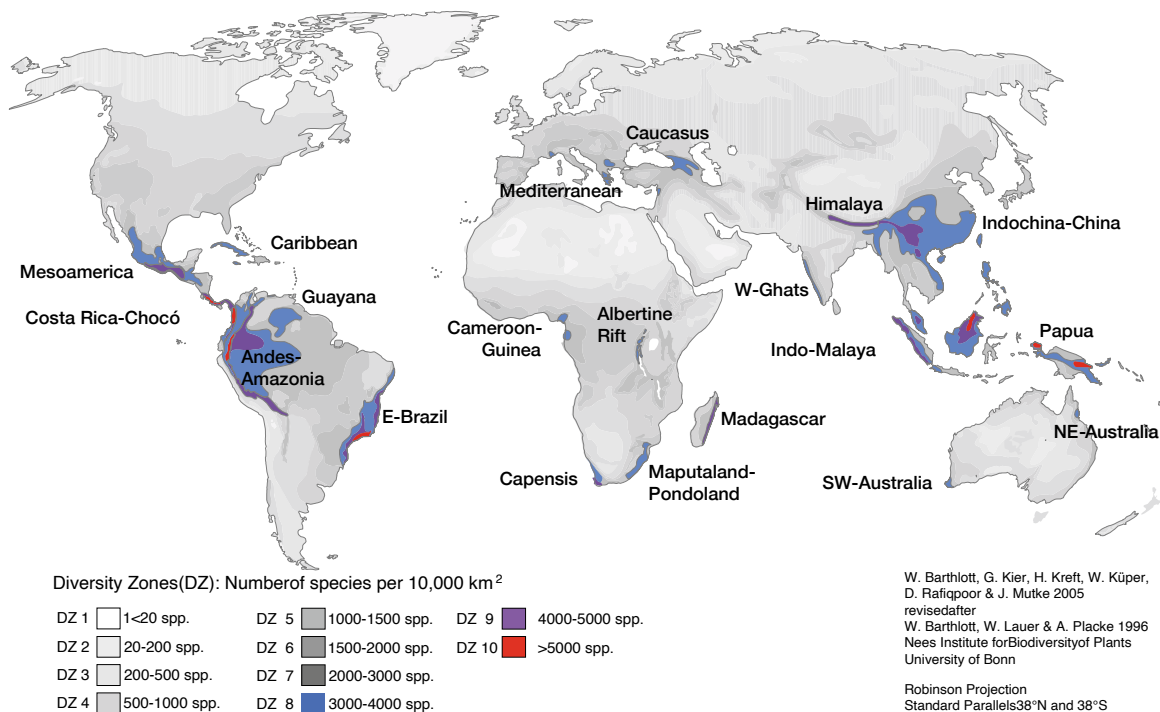 Caucasus
Mediterranean
Himalaya
Indochina-China
Caribbean
Mesoamerica
Guayana
W-Ghats
Costa Rica-Chocó
Cameroon-
Guinea
Albertine
Rift
Indo-Malaya
Papua
Andes-
Amazonia
E-Brazil
Madagascar
NE-Australia
Capensis
Maputaland-
Pondoland
SW-Australia
Diversity Zones(DZ): Numberof species per 10,000 km²
DZ 1 1<20 spp.
DZ 2 20-200 spp.
DZ 3 200-500 spp.
DZ 4 500-1000 spp.
DZ 5 1000-1500 spp.
DZ 6 1500-2000 spp.
DZ 7 2000-3000 spp.
DZ 8 3000-4000 spp.
DZ 9 4000-5000 spp.
DZ 10 >5000 spp.
W. Barthlott, G. Kier, H. Kreft, W. Küper,
D. Rafiqpoor & J. Mutke 2005
revisedafter
W. Barthlott, W. Lauer & A. Placke 1996
Nees Institute forBiodiversityof Plants
University of Bonn
Robinson Projection
Standard Parallels38°N and 38°S